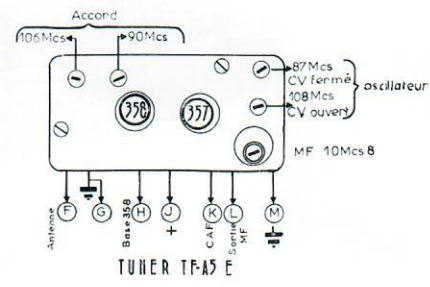 Accord
106Mcs
90Mcs
87Mcs
CV fermé
108Mcs
CV ouvert
oscillateur
358
357
MF 10Mcs 8
F
G
H
J
K
L
M
Antenne
Base 358
+
CAF
Sortie
MF
TUNER TF-A5 E